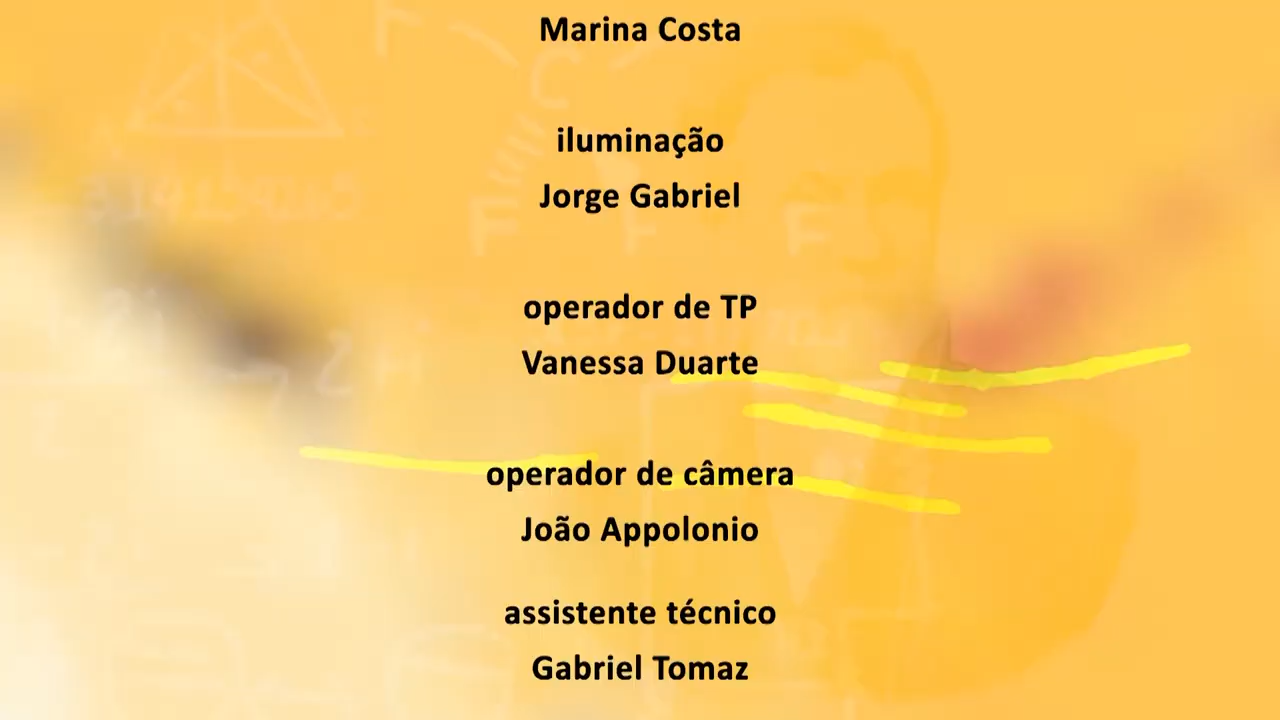 Marina Costa
iluminação
Jorge Gabriel
operador de TP
Vanessa Duarte
operador de câmera
João Appolonio
assistente técnico
Gabriel Tomaz